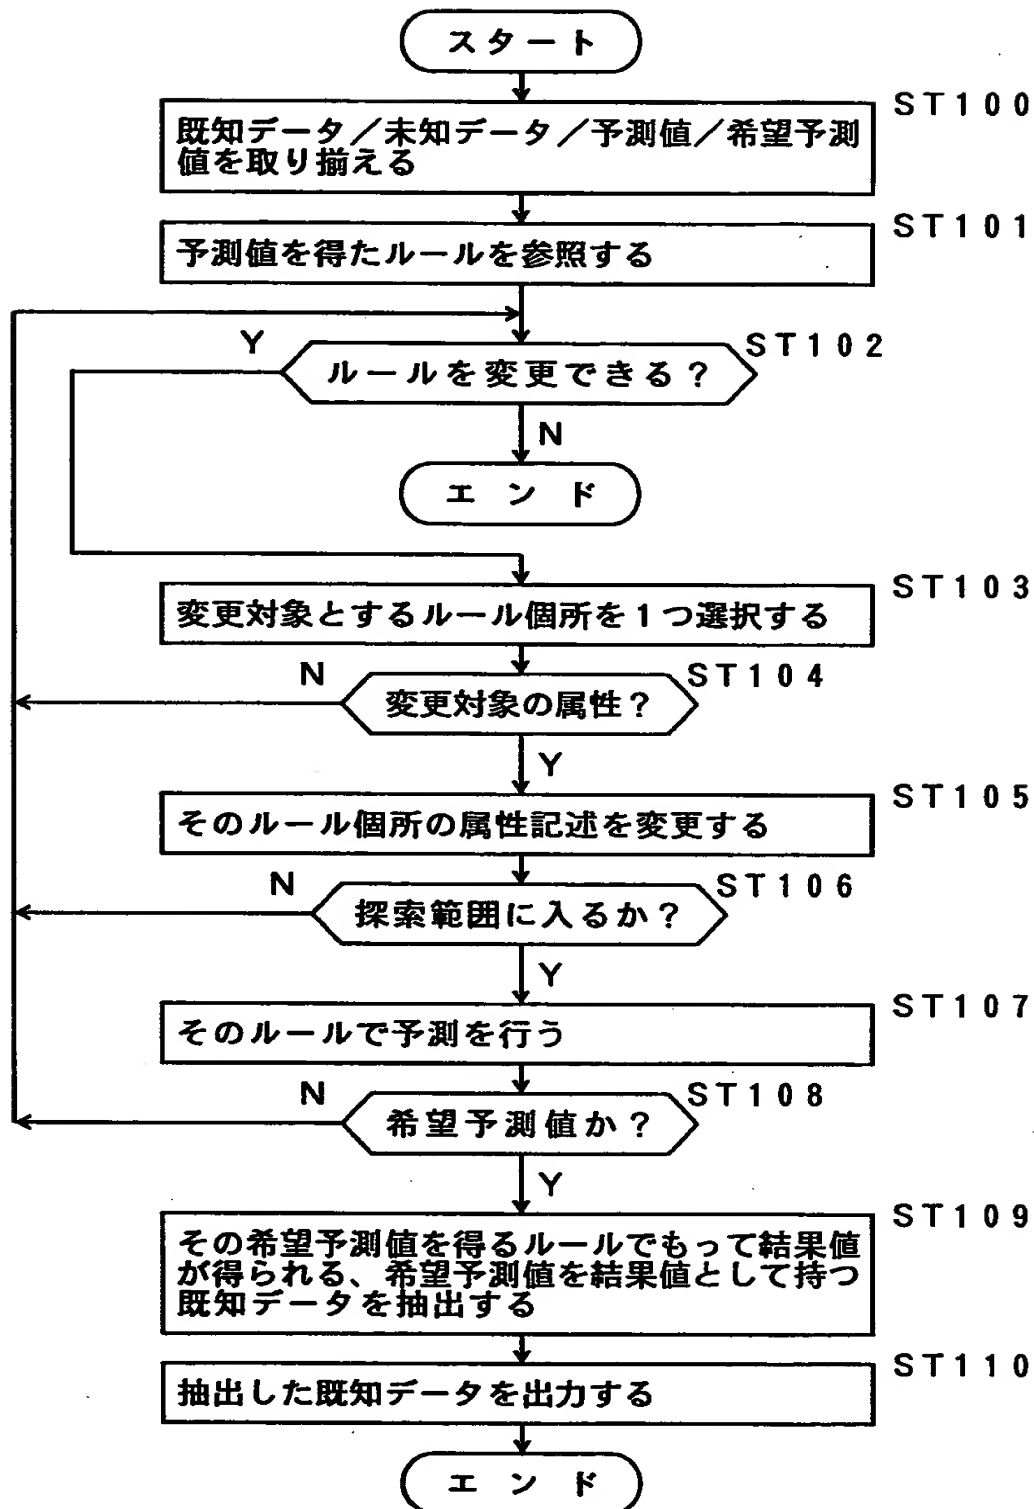 スタート
ST100
既知データ／未知データ／予測値／希望予測
値を取り揃える
ST101
予測値を得たルールを参照する
Y
ST102
ルールを変更できる？
N
エンド
ST103
変更対象とするルール個所を１つ選択する
N
ST104
変更対象の属性？
Y
ST105
そのルール個所の属性記述を変更する
N
ST106
探索範囲に入るか？
Y
ST107
そのルールで予測を行う
N
ST108
希望予測値か？
Y
ST109
その希望予測値を得るルールでもって結果値
が得られる、希望予測値を結果値として持つ
既知データを抽出する
ST110
抽出した既知データを出力する
エンド